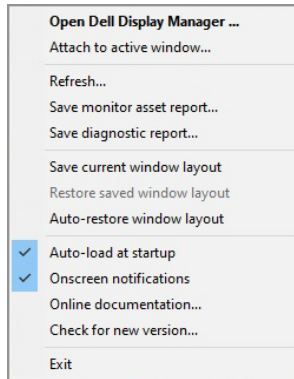 Open Dell Display Manager ...
Attach to active window...
Refresh...
Save monitor asset report...
Save diagnostic report...
Save current window layout
Restore saved window layout
Auto-restore window layout
Auto-load at startup
Onscreen notifications
Online documentation...
Check for new version...
Exit